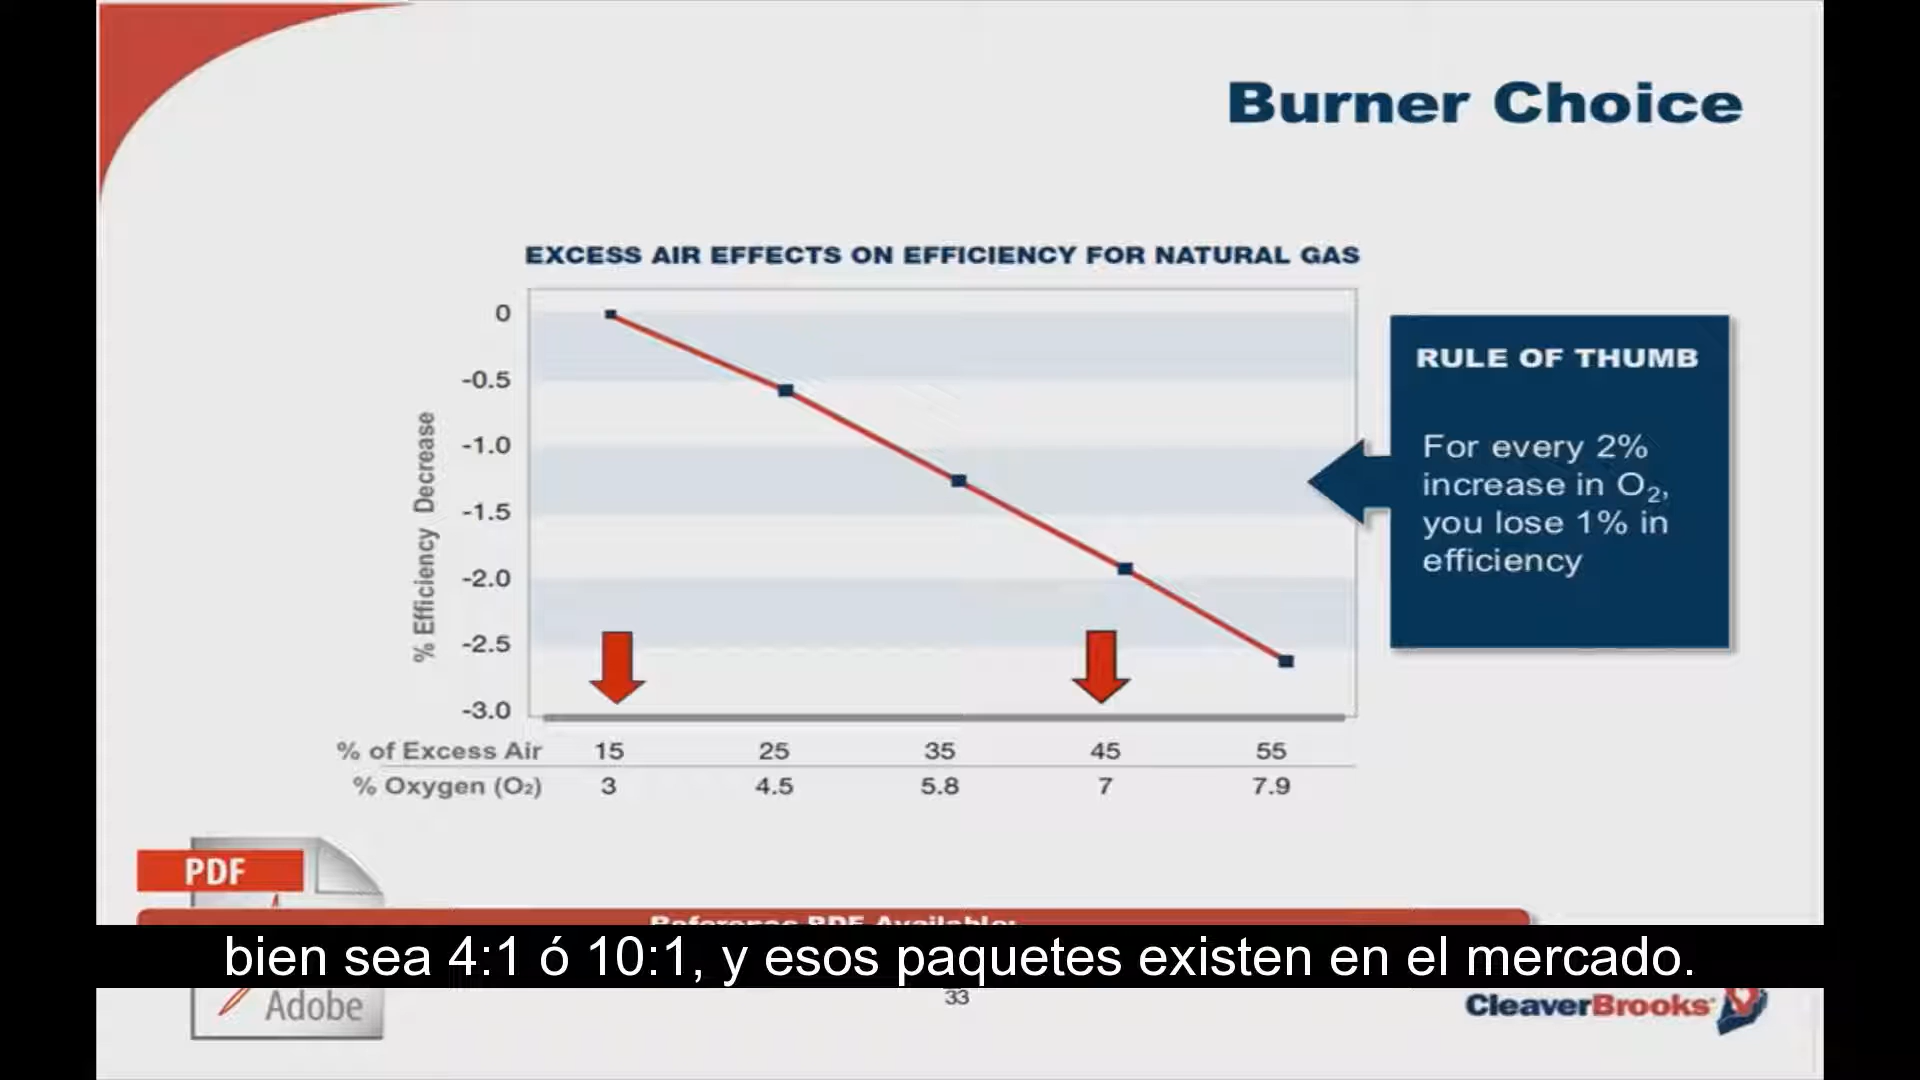 Burner Choice
EXCESS AIR EFFECTS ON EFFICIENCY FOR NATURAL GAS
% Efficiency Decrease
0
-0.5
-1.0
-1.5
-2.0
-2.5
-3.0
% of Excess Air 15 25 35 45 55
% Oxygen (O₂) 3 4.5 5.8 7 7.9
RULE OF THUMB
For every 2%
increase in O₂,
you lose 1% in
efficiency
PDF
Reference PDF Available:
bien sea 4:1 ó 10:1, y esos paquetes existen en el mercado.
Adobe
33
CleaverBrooks